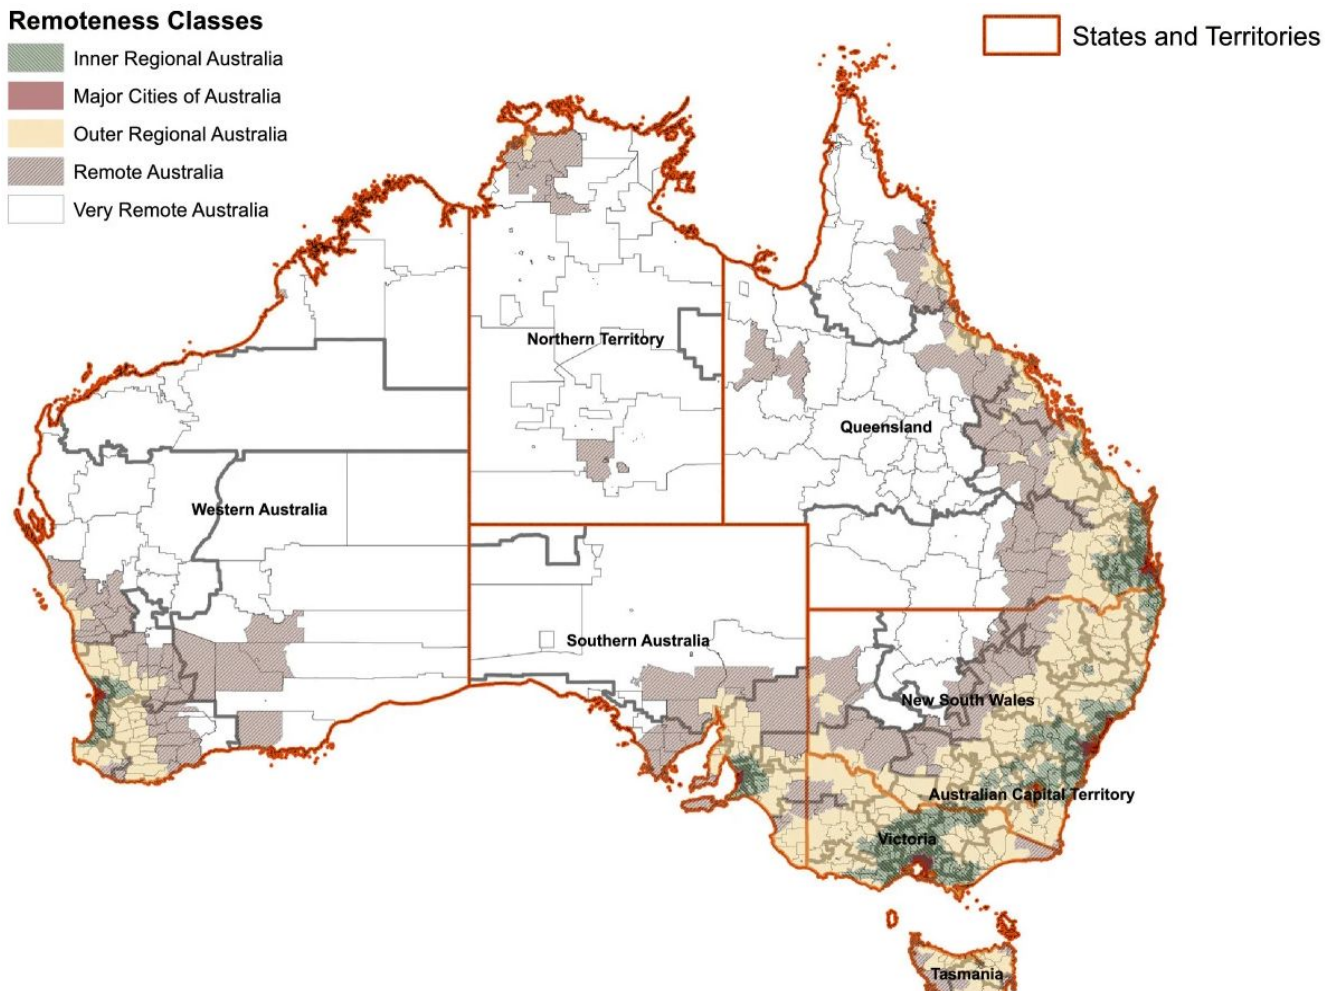 Remoteness Classes
Inner Regional Australia
Major Cities of Australia
Outer Regional Australia
Remote Australia
Very Remote Australia
States and Territories
Northern Territory
Queensland
Western Australia
Southern Australia
New South Wales
Australian Capital Territory
Victoria
Tasmania